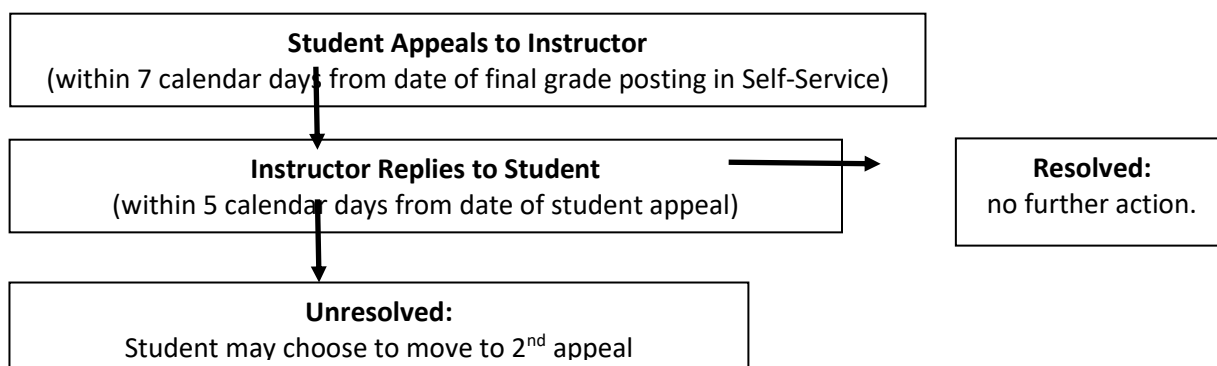 Student Appeals to Instructor
(within 7 calendar days from date of final grade posting in Self-Service)
Instructor Replies to Student
(within 5 calendar days from date of student appeal)
Resolved:
no further action.
Unresolved:
Student may choose to move to 2nd appeal